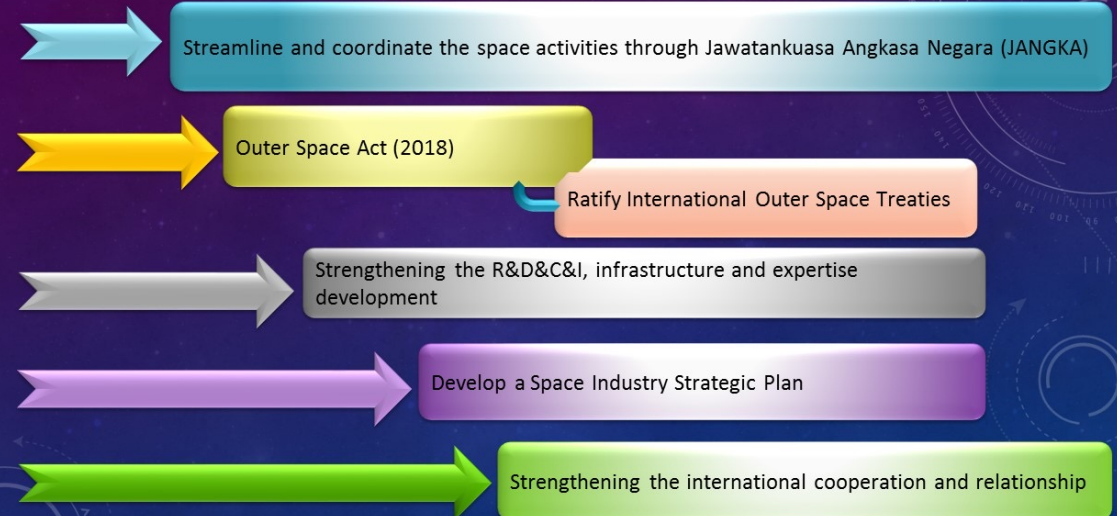 Streamline and coordinate the space activities through Jawatankuasa Angkasa Negara (JANGKA)
Outer Space Act (2018)
Ratify International Outer Space Treaties
Strengthening the R&D&C&I, infrastructure and expertise
development
Develop a Space Industry Strategic Plan
Strengthening the international cooperation and relationship